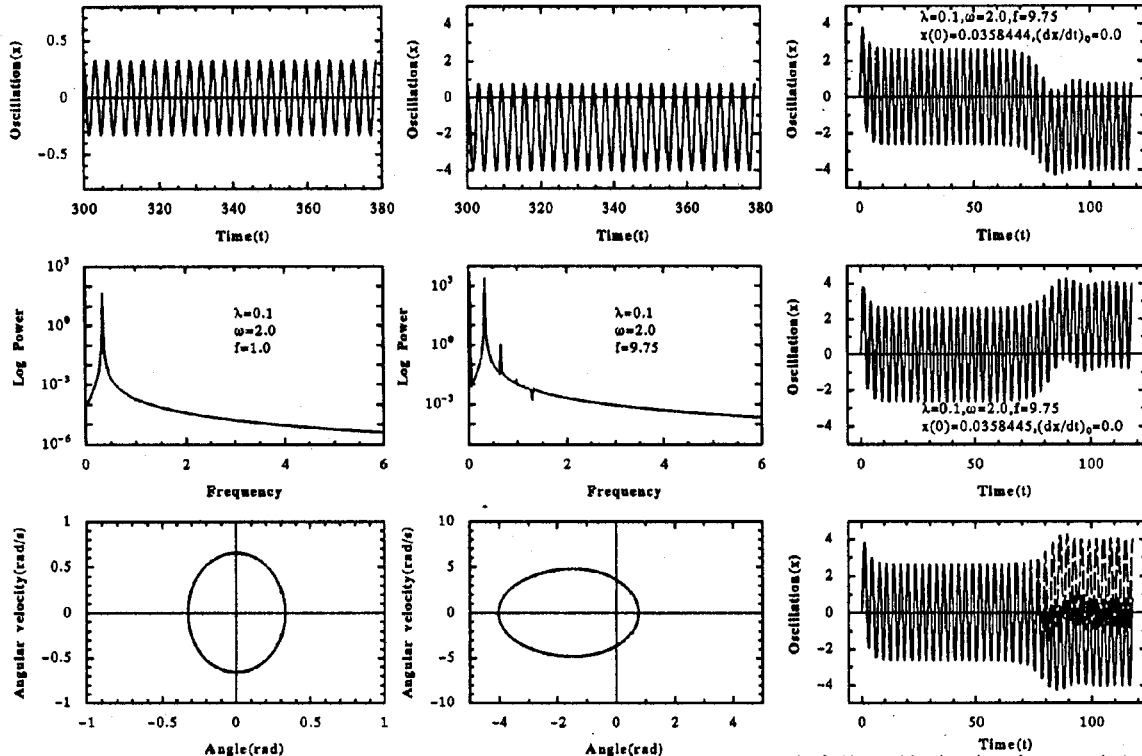 Oscillation(x)
0.5
0
-0.5
300
320
340
360
380
Time(t)
Oscillation(x)
4
2
0
-2
-4
300
320
340
360
380
Time(t)
Oscillation(x)
4
2
0
-2
-4
λ=0.1,ω=2.0,f=9.75
x(0)=0.0358444,(dx/dt)₀=0.0
0
50
100
Time(t)
Log Power
10³
10⁰
10⁻³
10⁻⁶
λ=0.1
ω=2.0
f=1.0
0
2
4
6
Frequency
Log Power
10³
10⁰
10⁻³
λ=0.1
ω=2.0
f=9.75
0
2
4
6
Frequency
Oscillation(x)
4
2
0
-2
-4
λ=0.1,ω=2.0,f=9.75
x(0)=0.0358445,(dx/dt)₀=0.0
0
50
100
Time(t)
Angular velocity(rad/s)
1
0.5
0
-0.5
-1
-1
-0.5
0
0.5
1
Angle(rad)
Angular velocity(rad/s)
10
5
0
-5
-10
-4
-2
0
2
4
Angle(rad)
Oscillation(x)
4
2
0
-2
-4
0
50
100
Time(t)